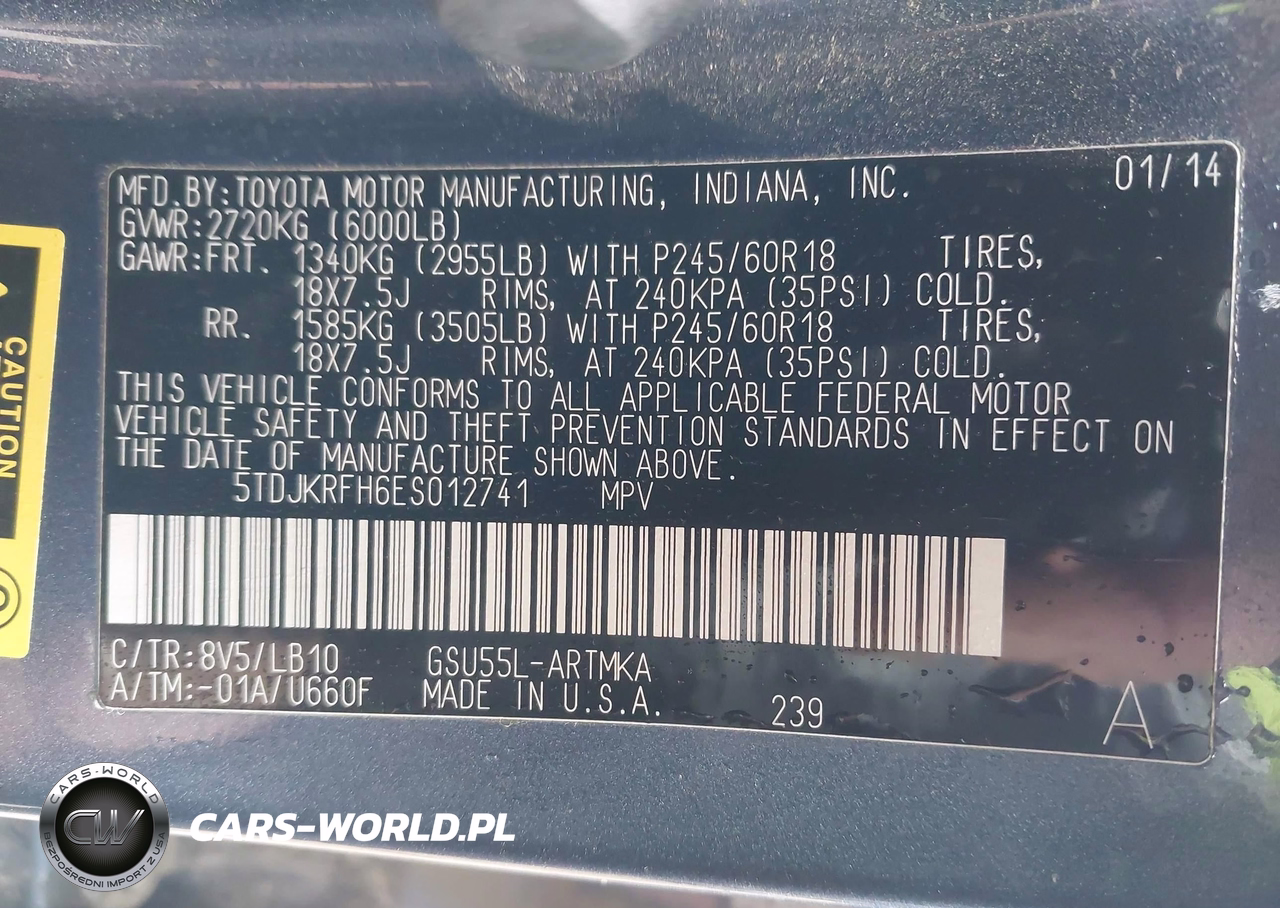 MFD.BY:TOYOTA MOTOR MANUFACTURING, INDIANA, INC. 01/14
GVWR:2720KG (6000LB)
GAWR:FRT. 1340KG (2955LB) WITH P245/60R18 TIRES,
18X7.5J RIMS, AT 240KPA (35PSI) COLD.
RR. 1585KG (3505LB) WITH P245/60R18 TIRES,
18X7.5J RIMS, AT 240KPA (35PSI) COLD.
THIS VEHICLE CONFORMS TO ALL APPLICABLE FEDERAL MOTOR
VEHICLE SAFETY AND THEFT PREVENTION STANDARDS IN EFFECT ON
THE DATE OF MANUFACTURE SHOWN ABOVE.
5TDJKRFH6ES012741 MPV
C/TR:8V5/LB10 GSU55L-ARTMKA
A/TM:-01A/U660F MADE IN U.S.A. 239 A
CAUTION
CARS-WORLD
CW
BEZPOŚREDNI IMPORT Z USA
CARS-WORLD.PL